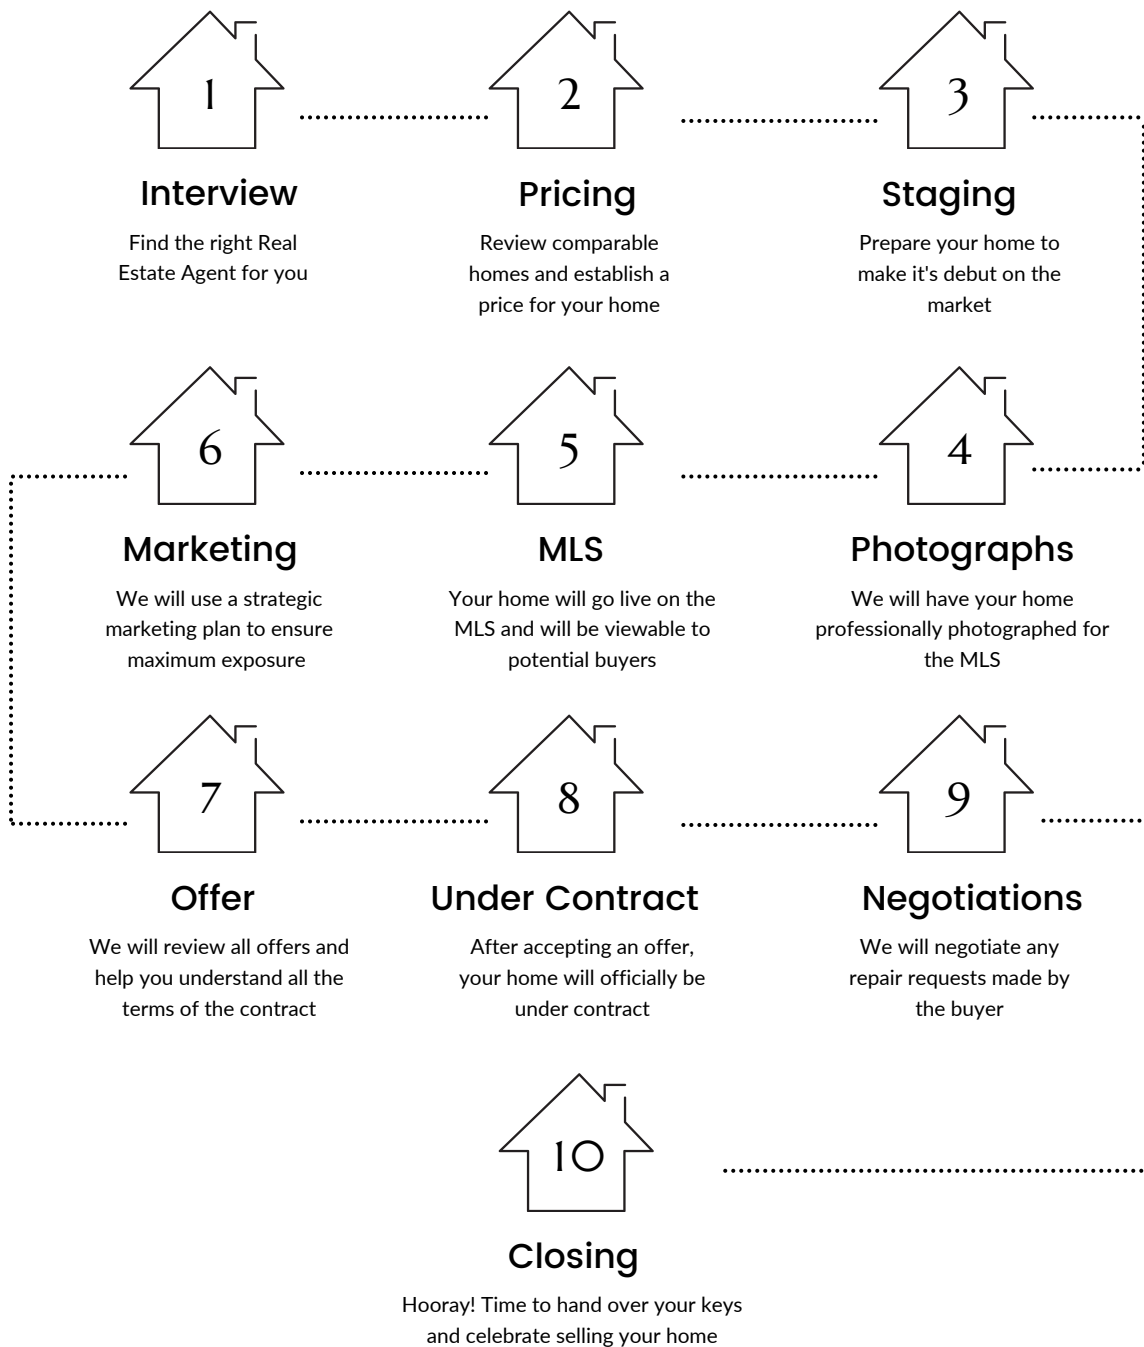 1
Interview
Find the right Real
Estate Agent for you
2
Pricing
Review comparable
homes and establish a
price for your home
3
Staging
Prepare your home to
make it's debut on the
market
4
Photographs
We will have your home
professionally photographed for
the MLS
5
MLS
Your home will go live on the
MLS and will be viewable to
potential buyers
6
Marketing
We will use a strategic
marketing plan to ensure
maximum exposure
7
Offer
We will review all offers and
help you understand all the
terms of the contract
8
Under Contract
After accepting an offer,
your home will officially be
under contract
9
Negotiations
We will negotiate any
repair requests made by
the buyer
10
Closing
Hooray! Time to hand over your keys
and celebrate selling your home